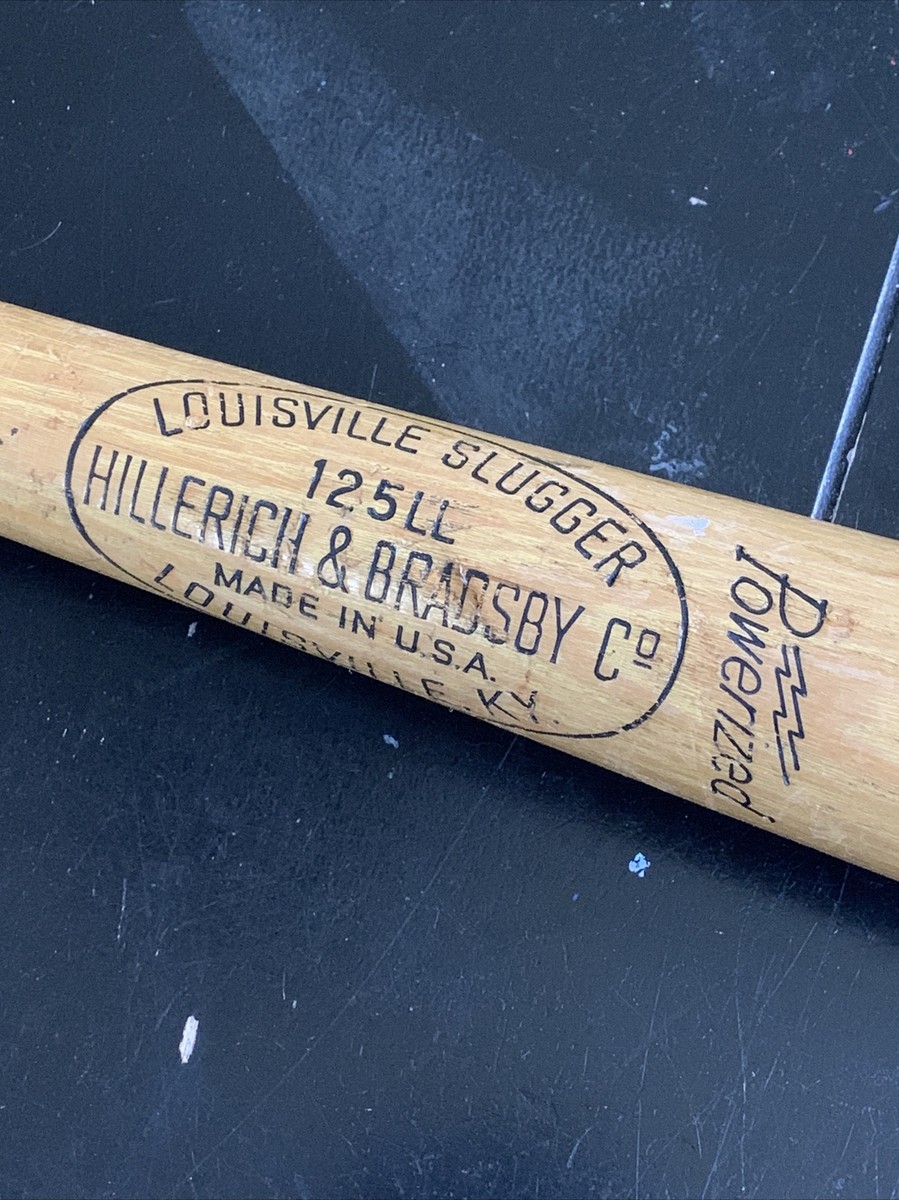 LOUISVILLE SLUGGER
125LL
HILLERICH & BRADSBY Co
MADE IN U.S.A.
LOUISVILLE, KY.
Powerized